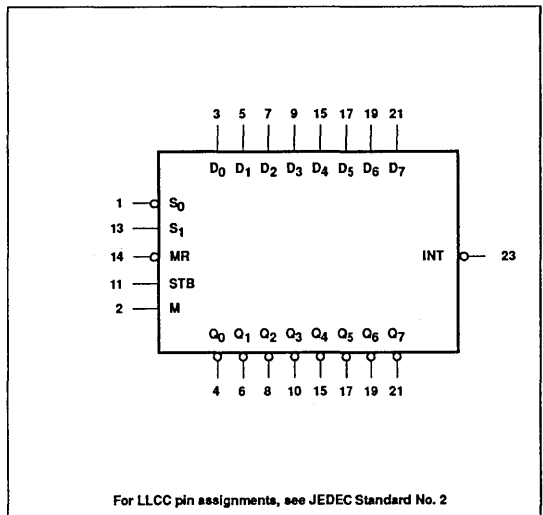 3 5 7 9 15 17 19 21
D0 D1 D2 D3 D4 D5 D6 D7
1 S0
13 S1
14 MR INT 23
11 STB
2 M
Q0 Q1 Q2 Q3 Q4 Q5 Q6 Q7
4 6 8 10 15 17 19 21
For LLCC pin assignments, see JEDEC Standard No. 2